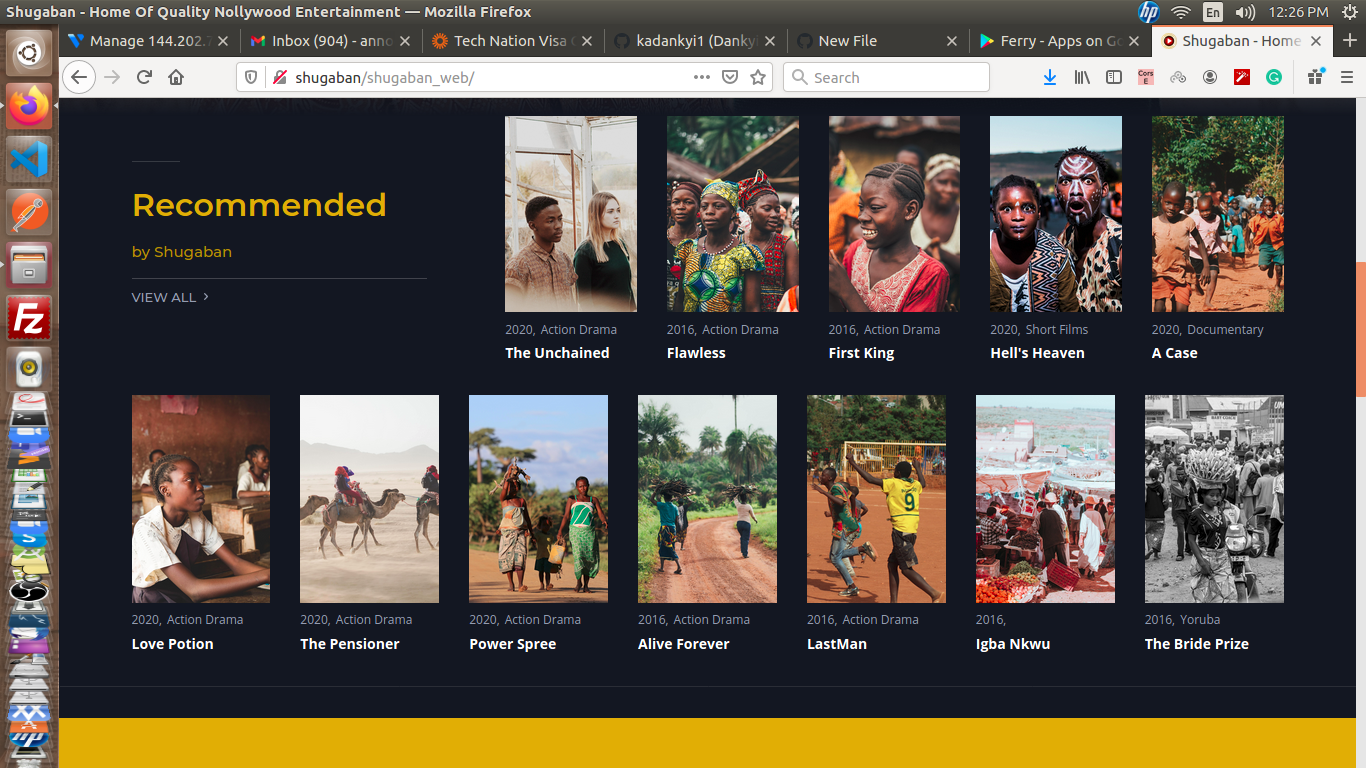 Shugaban - Home Of Quality Nollywood Entertainment — Mozilla Firefox
En 12:26 PM
Manage 144.202.
Inbox (904) - anno
Tech Nation Visa
kadankyi1 (Danky
New File
Ferry - Apps on Go
Shugaban - Home
shugaban/shugaban_web/
Search
Recommended
by Shugaban
VIEW ALL
2020, Action Drama
The Unchained
2016, Action Drama
Flawless
2016, Action Drama
First King
2020, Short Films
Hell's Heaven
2020, Documentary
A Case
2020, Action Drama
Love Potion
2020, Action Drama
The Pensioner
2020, Action Drama
Power Spree
2016, Action Drama
Alive Forever
9
2016, Action Drama
LastMan
2016,
Igba Nkwu
2016, Yoruba
The Bride Prize